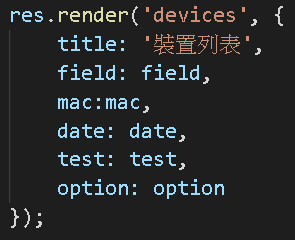 res.render('devices', {
    title: '裝置列表',
    field: field,
    mac:mac,
    date: date,
    test: test,
    option: option
});